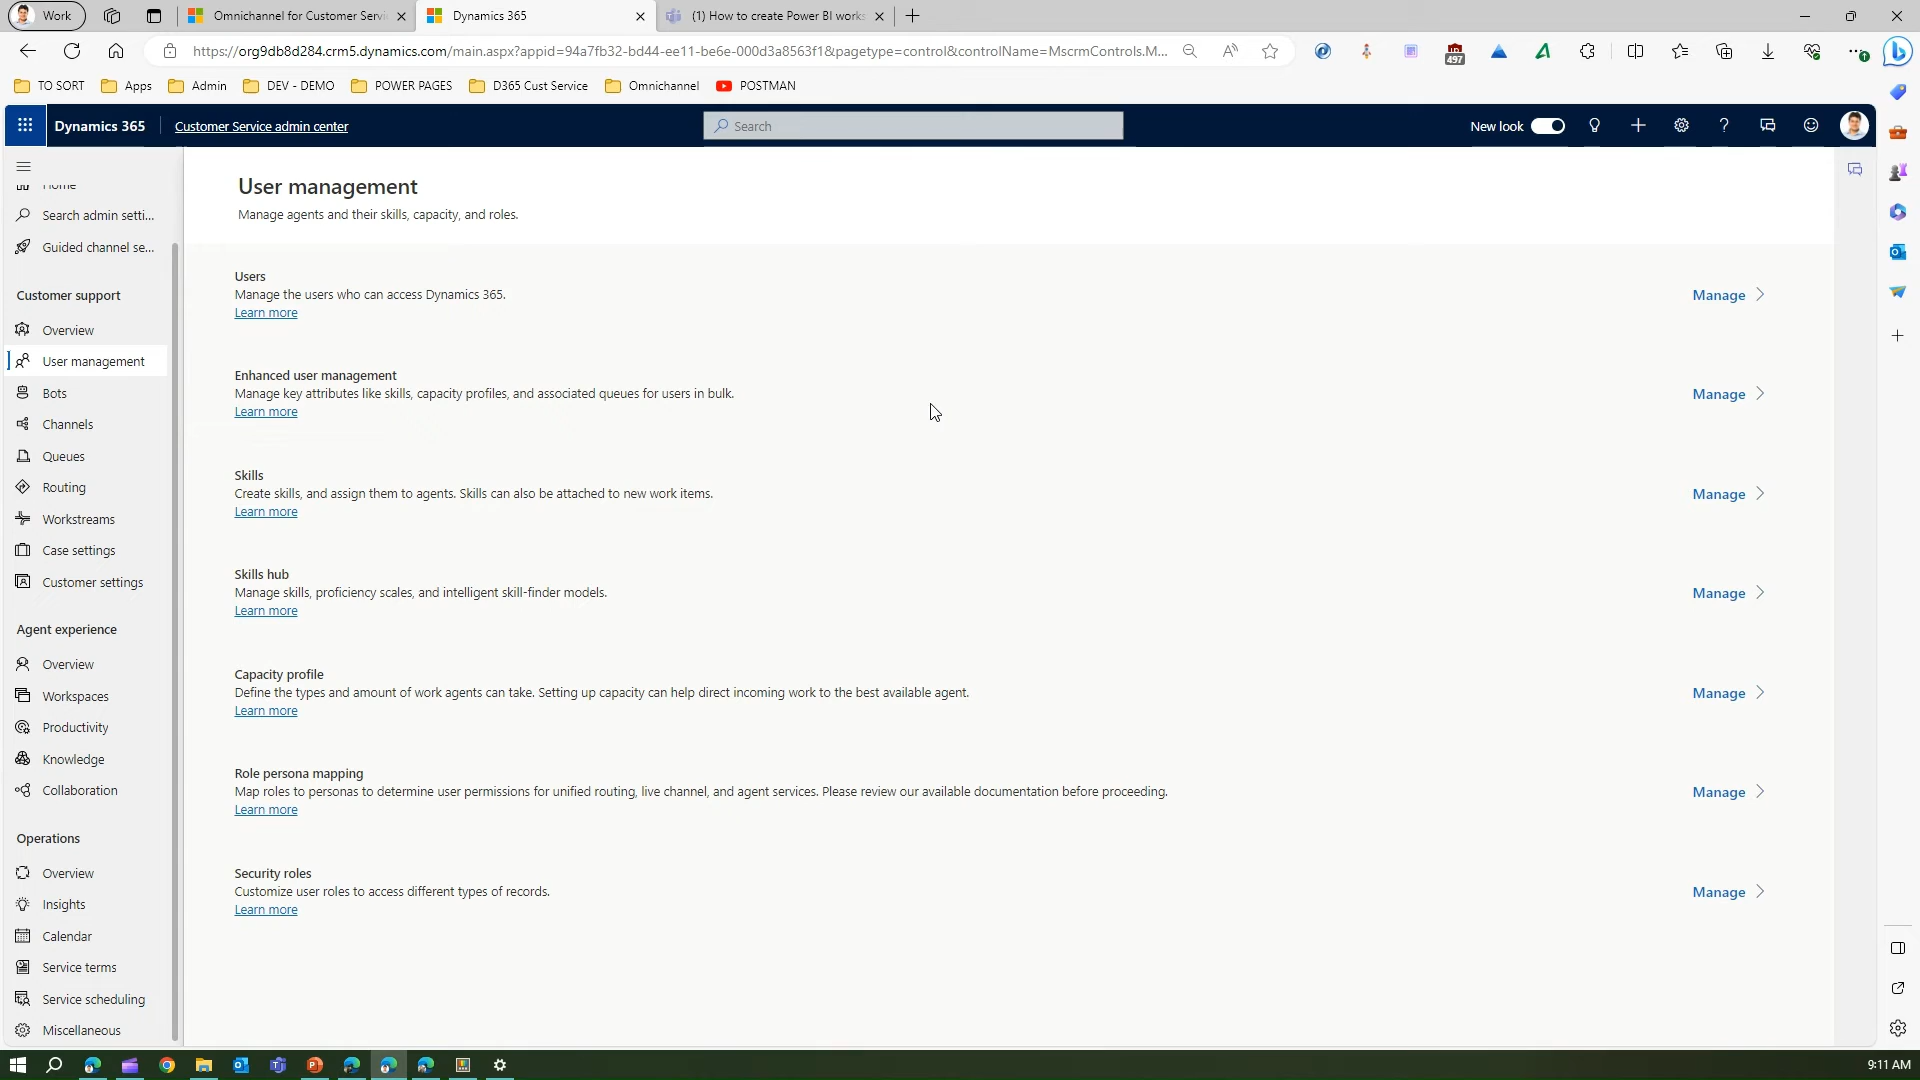 Work
Omnichannel for Customer Servi
Dynamics 365
(1) How to create Power BI works
https://org9db8d284.crm5.dynamics.com/main.aspx?appid=94a7fb32-bd44-ee11-be6e-000d3a8563f1&pagetype=control&controlName=MscrmControls.M...
497
TO SORT
Apps
Admin
DEV - DEMO
POWER PAGES
D365 Cust Service
Omnichannel
POSTMAN
Dynamics 365
Customer Service admin center
Search
New look
Home
Search admin setti...
Guided channel se...
Customer support
Overview
User management
Bots
Channels
Queues
Routing
Workstreams
Case settings
Customer settings
Agent experience
Overview
Workspaces
Productivity
Knowledge
Collaboration
Operations
Overview
Insights
Calendar
Service terms
Service scheduling
Miscellaneous
User management
Manage agents and their skills, capacity, and roles.
Users
Manage the users who can access Dynamics 365.
Learn more
Manage
Enhanced user management
Manage key attributes like skills, capacity profiles, and associated queues for users in bulk.
Learn more
Manage
Skills
Create skills, and assign them to agents. Skills can also be attached to new work items.
Learn more
Manage
Skills hub
Manage skills, proficiency scales, and intelligent skill-finder models.
Learn more
Manage
Capacity profile
Define the types and amount of work agents can take. Setting up capacity can help direct incoming work to the best available agent.
Learn more
Manage
Role persona mapping
Map roles to personas to determine user permissions for unified routing, live channel, and agent services. Please review our available documentation before proceeding.
Learn more
Manage
Security roles
Customize user roles to access different types of records.
Learn more
Manage
9:11 AM